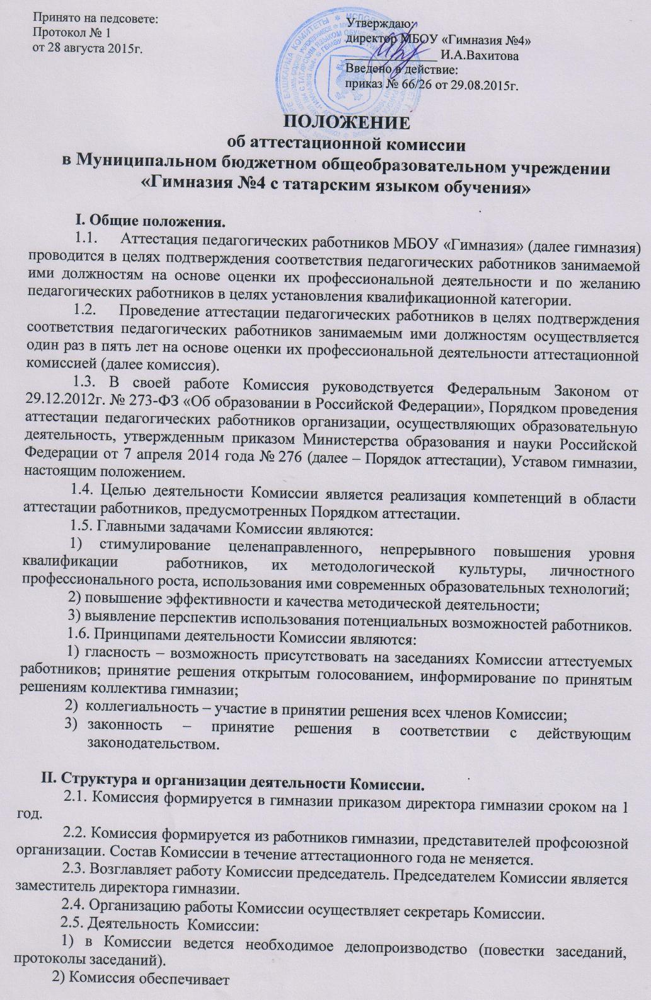 Принято на педсовете:
Протокол № 1
от 28 августа 2015г.
Утверждаю:
директор МБОУ «Гимназия №4»
_____________ И.А.Вахитова
Введено в действие:
приказ № 66/26 от 29.08.2015г.
ПОЛОЖЕНИЕ
об аттестационной комиссии
в Муниципальном бюджетном общеобразовательном учреждении
«Гимназия №4 с татарским языком обучения»
I. Общие положения.
1.1. Аттестация педагогических работников МБОУ «Гимназия» (далее гимназия)
проводится в целях подтверждения соответствия педагогических работников занимаемой
ими должностям на основе оценки их профессиональной деятельности и по желанию
педагогических работников в целях установления квалификационной категории.
1.2. Проведение аттестации педагогических работников в целях подтверждения
соответствия педагогических работников занимаемым ими должностям осуществляется
один раз в пять лет на основе оценки их профессиональной деятельности аттестационной
комиссией (далее комиссия).
1.3. В своей работе Комиссия руководствуется Федеральным Законом от
29.12.2012г. № 273-ФЗ «Об образовании в Российской Федерации», Порядком проведения
аттестации педагогических работников организации, осуществляющих образовательную
деятельность, утвержденным приказом Министерства образования и науки Российской
Федерации от 7 апреля 2014 года № 276 (далее – Порядок аттестации), Уставом гимназии,
настоящим положением.
1.4. Целью деятельности Комиссии является реализация компетенций в области
аттестации работников, предусмотренных Порядком аттестации.
1.5. Главными задачами Комиссии являются:
1) стимулирование целенаправленного, непрерывного повышения уровня
квалификации работников, их методологической культуры, личностного
профессионального роста, использования ими современных образовательных технологий;
2) повышение эффективности и качества методической деятельности;
3) выявление перспектив использования потенциальных возможностей работников.
1.6. Принципами деятельности Комиссии являются:
1) гласность – возможность присутствовать на заседаниях Комиссии аттестуемых
работников; принятие решения открытым голосованием, информирование по принятым
решениям коллектива гимназии;
2) коллегиальность – участие в принятии решения всех членов Комиссии;
3) законность – принятие решения в соответствии с действующим
законодательством.
II. Структура и организации деятельности Комиссии.
2.1. Комиссия формируется в гимназии приказом директора гимназии сроком на 1
год.
2.2. Комиссия формируется из работников гимназии, представителей профсоюзной
организации. Состав Комиссии в течение аттестационного года не меняется.
2.3. Возглавляет работу Комиссии председатель. Председателем Комиссии является
заместитель директора гимназии.
2.4. Организацию работы Комиссии осуществляет секретарь Комиссии.
2.5. Деятельность Комиссии:
1) в Комиссии ведется необходимое делопроизводство (повестки заседаний,
протоколы заседаний).
2) Комиссия обеспечивает